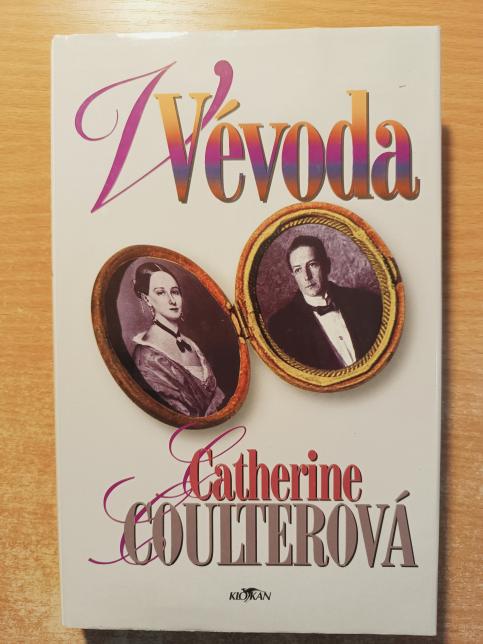 Vévoda
Catherine
COULTEROVÁ
KLOKAN